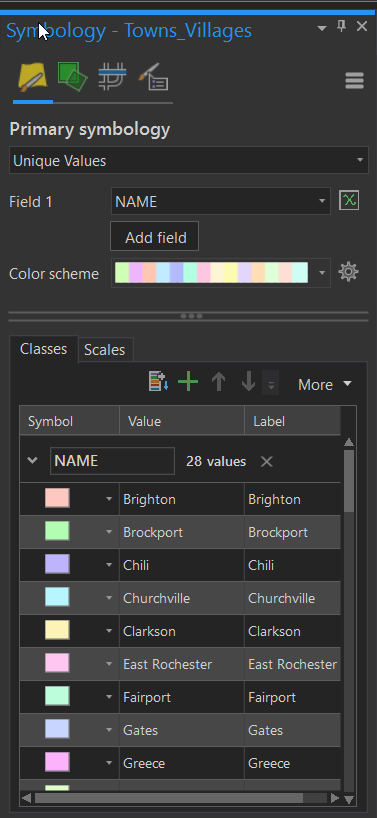 Symbology - Towns_Villages
Primary symbology
Unique Values
Field 1 NAME
Add field
Color scheme
Classes Scales
More
Symbol Value Label
NAME 28 values
Brighton Brighton
Brockport Brockport
Chili Chili
Churchville Churchville
Clarkson Clarkson
East Rochester East Rochester
Fairport Fairport
Gates Gates
Greece Greece